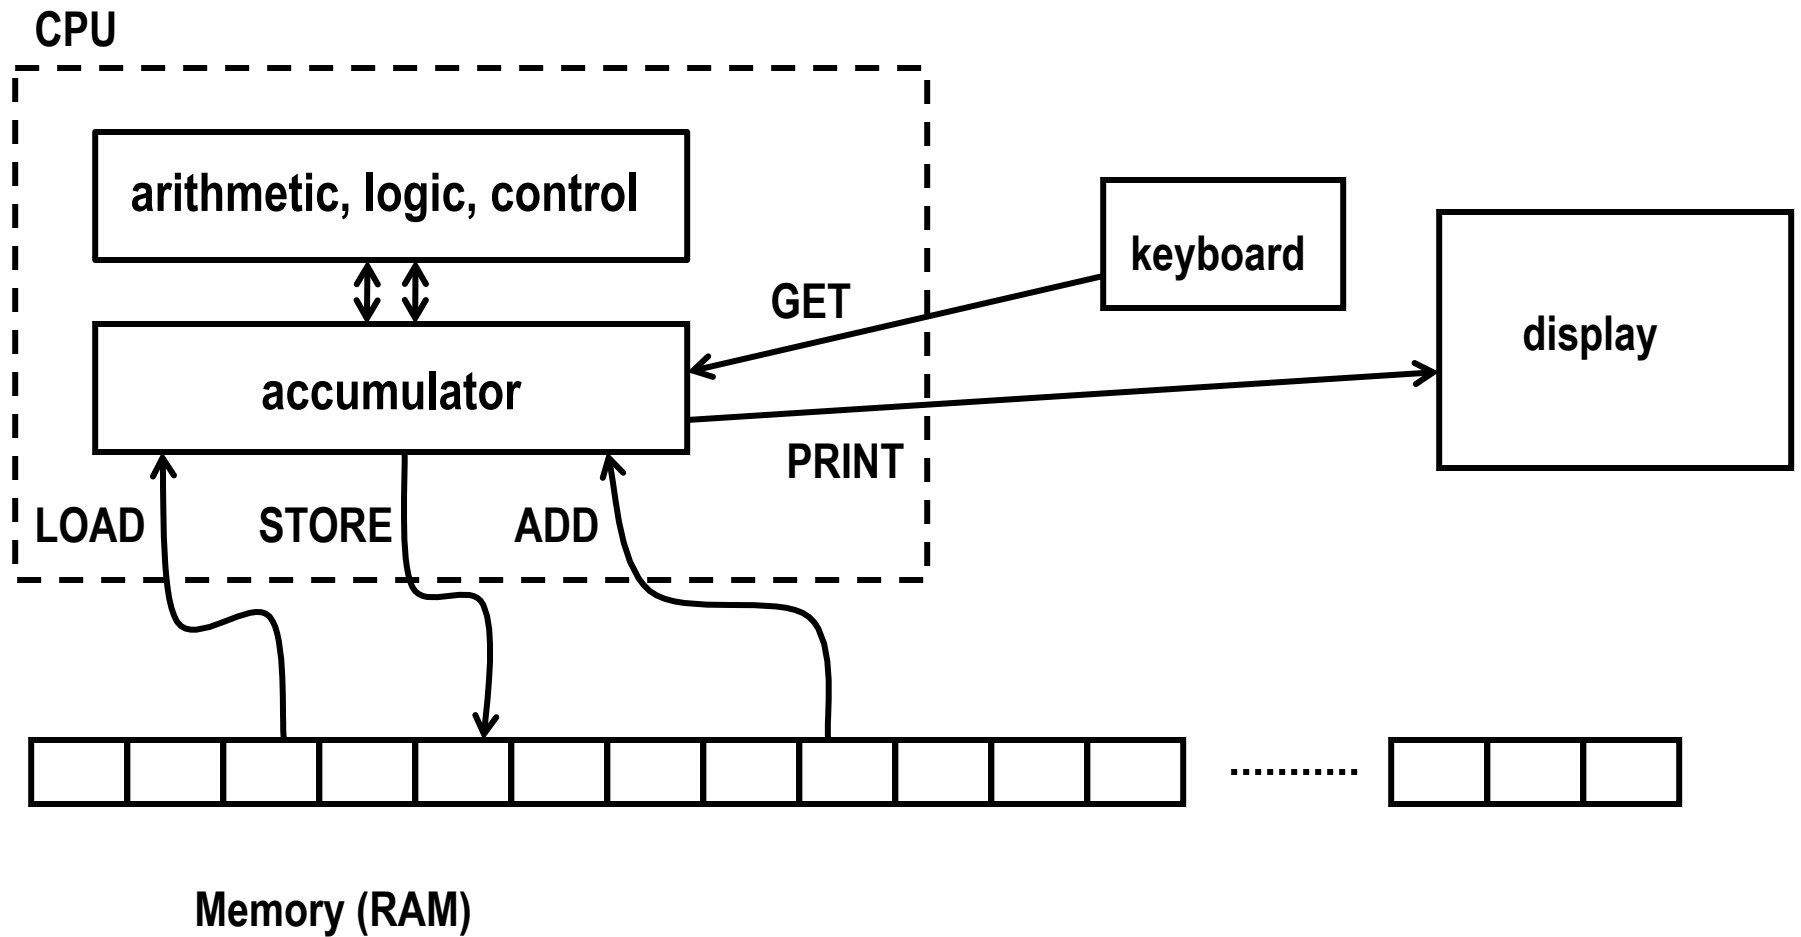 CPU
arithmetic, logic, control
keyboard
GET
display
accumulator
PRINT
LOAD
STORE
ADD
Memory (RAM)